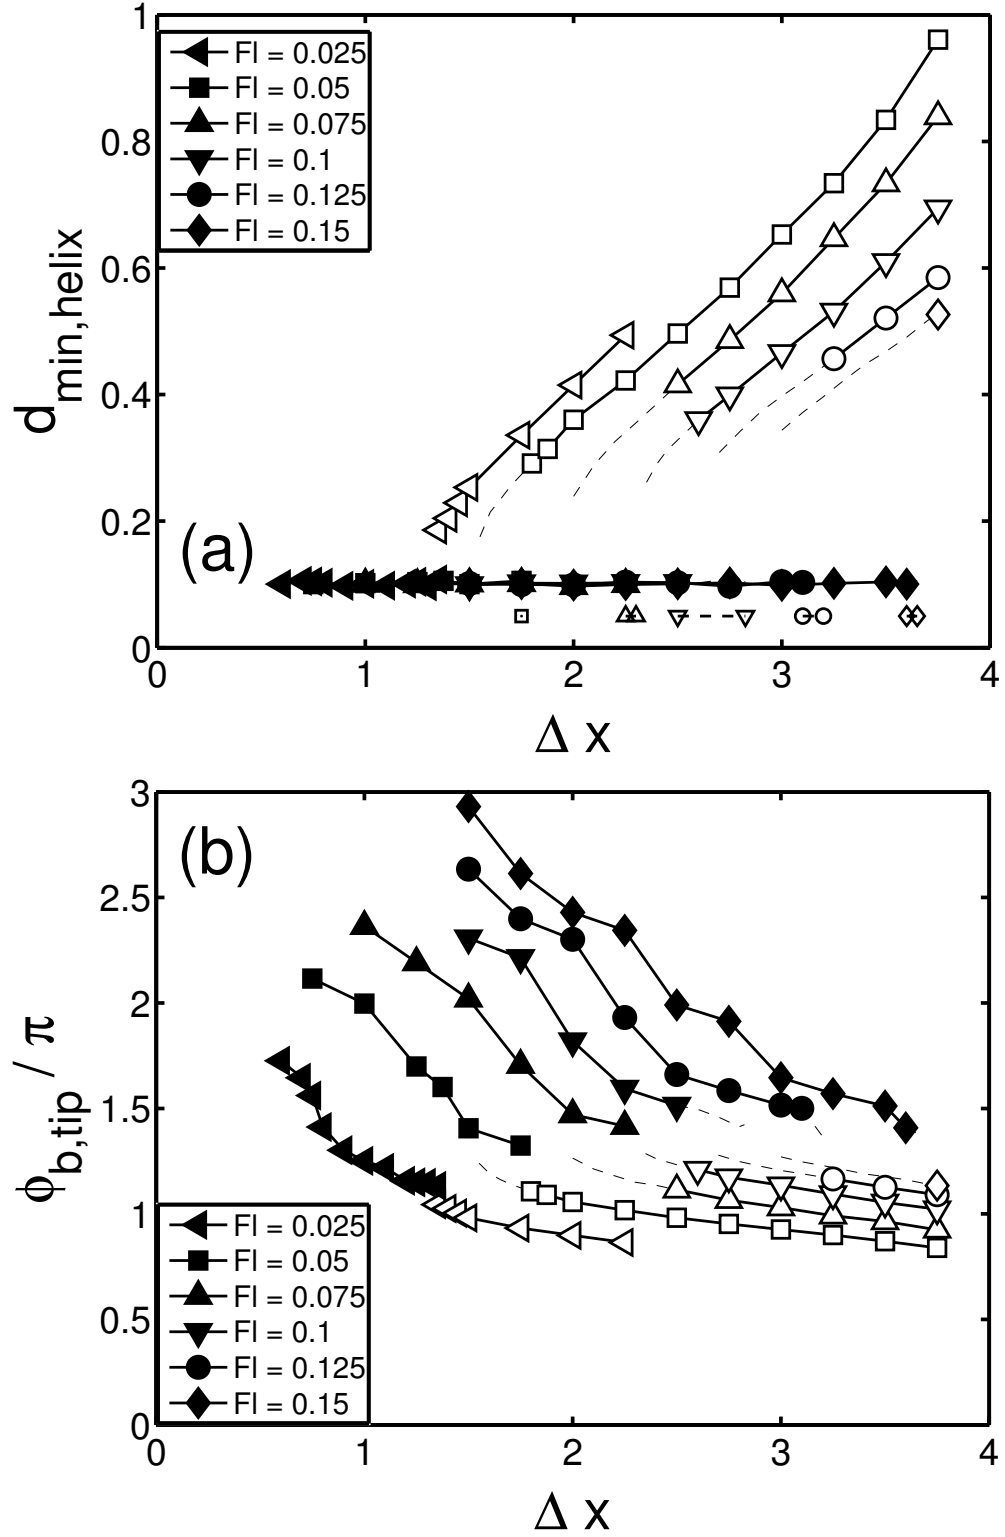 1
0.8
0.6
0.4
0.2
0
d min,helix
Fl = 0.025
Fl = 0.05
Fl = 0.075
Fl = 0.1
Fl = 0.125
Fl = 0.15
(a)
0 1 2 3 4
Δ x
3
2.5
2
1.5
1
0.5
0
ϕ b,tip / π
(b)
Fl = 0.025
Fl = 0.05
Fl = 0.075
Fl = 0.1
Fl = 0.125
Fl = 0.15
0 1 2 3 4
Δ x